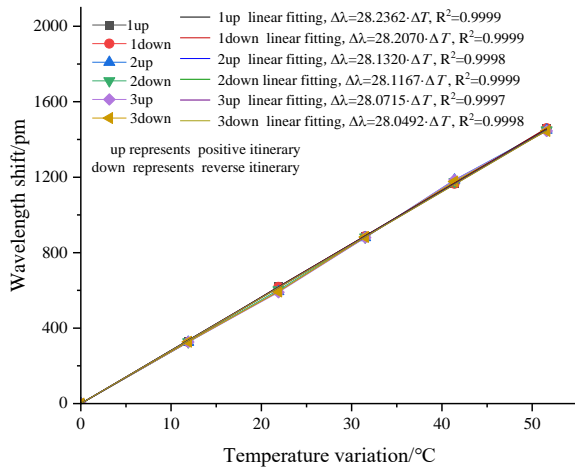 2000
1600
1200
800
400
0
Wavelength shift/pm
1up
1down
2up
2down
3up
3down
1up linear fitting, Δλ=28.2362·ΔT, R²=0.9999
1down linear fitting, Δλ=28.2070·ΔT, R²=0.9999
2up linear fitting, Δλ=28.1320·ΔT, R²=0.9998
2down linear fitting, Δλ=28.1167·ΔT, R²=0.9999
3up linear fitting, Δλ=28.0715·ΔT, R²=0.9997
3down linear fitting, Δλ=28.0492·ΔT, R²=0.9998
up represents positive itinerary
down represents reverse itinerary
0 10 20 30 40 50
Temperature variation/°C